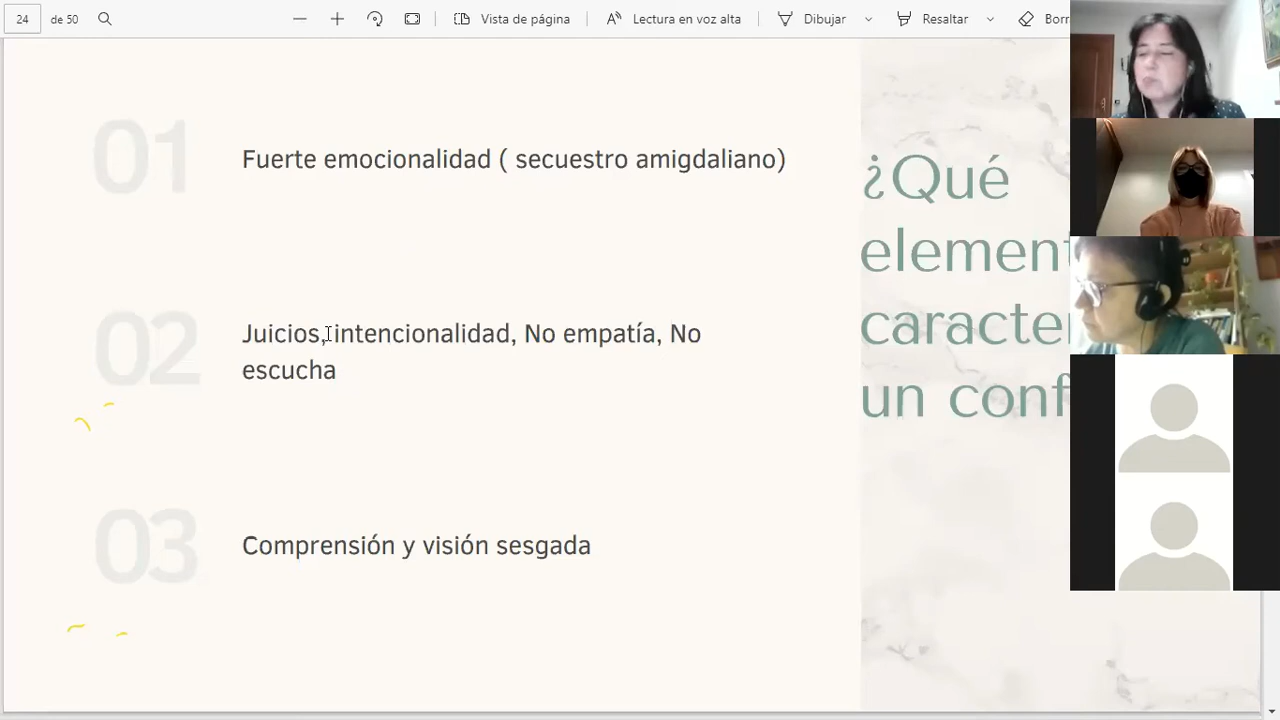 24 de 50 Vista de página Lectura en voz alta Dibujar Resaltar
01 Fuerte emocionalidad ( secuestro amigdaliano)
02 Juicios, intencionalidad, No empatía, No
escucha
03 Comprensión y visión sesgada
¿Qué